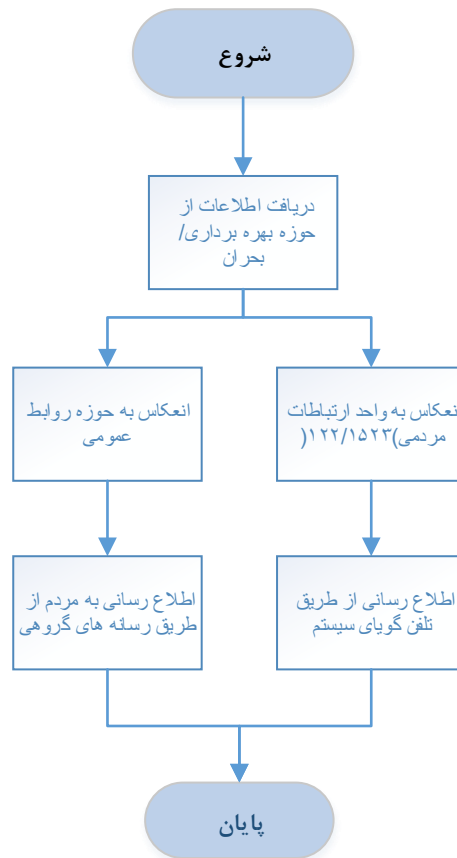 شروع
دریافت اطلاعات از
حوزه بهره برداری/
بحران
نعکاس به واحد ارتباطات
مردمی)۱۲۲/۱۵۲۳(
انعکاس به حوزه روابط
عمومی
اطلاع رسانی از طریق
تلفن گویای سیستم
اطلاع رسانی به مردم از
طریق رسانه های گروهی
پایان